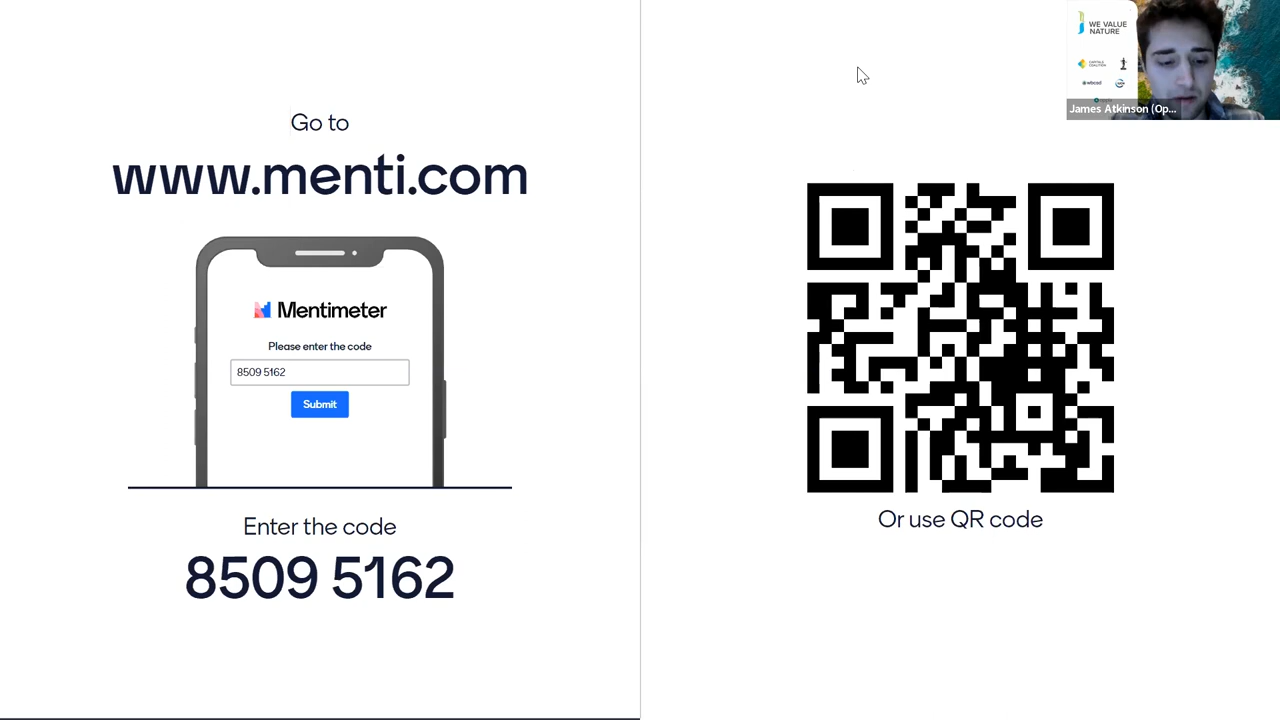 Go to
www.menti.com
Mentimeter
Please enter the code
8509 5162
Submit
Enter the code
8509 5162
Or use QR code
WE VALUE
NATURE
James Atkinson (Op...